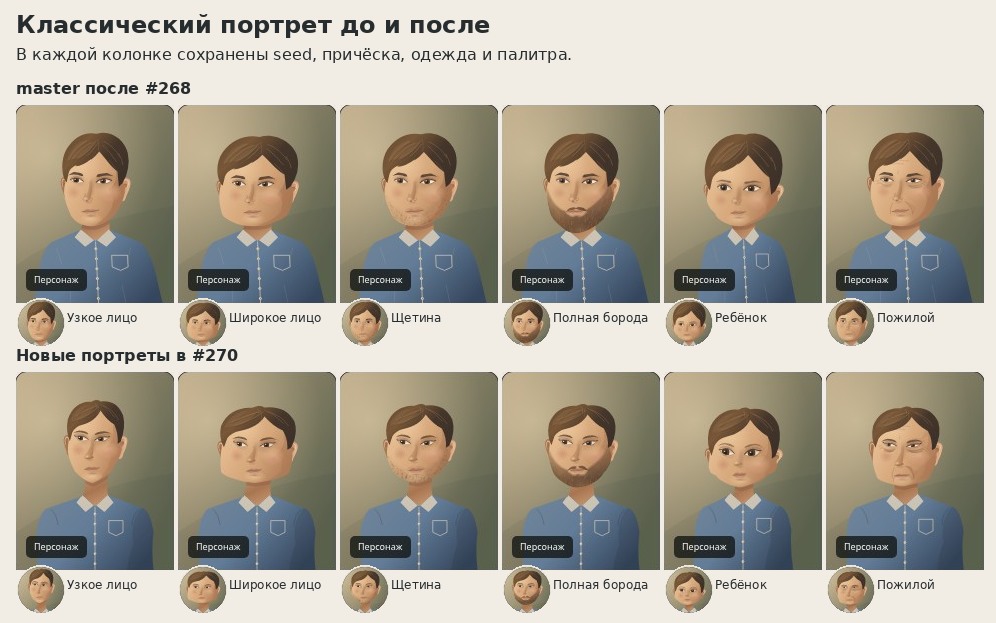 Классический портрет до и после
В каждой колонке сохранены seed, причёска, одежда и палитра.
master после #268
Персонаж Персонаж Персонаж Персонаж Персонаж Персонаж
Узкое лицо Широкое лицо Щетина Полная борода Ребёнок Пожилой
Новые портреты в #270
Персонаж Персонаж Персонаж Персонаж Персонаж Персонаж
Узкое лицо Широкое лицо Щетина Полная борода Ребёнок Пожилой